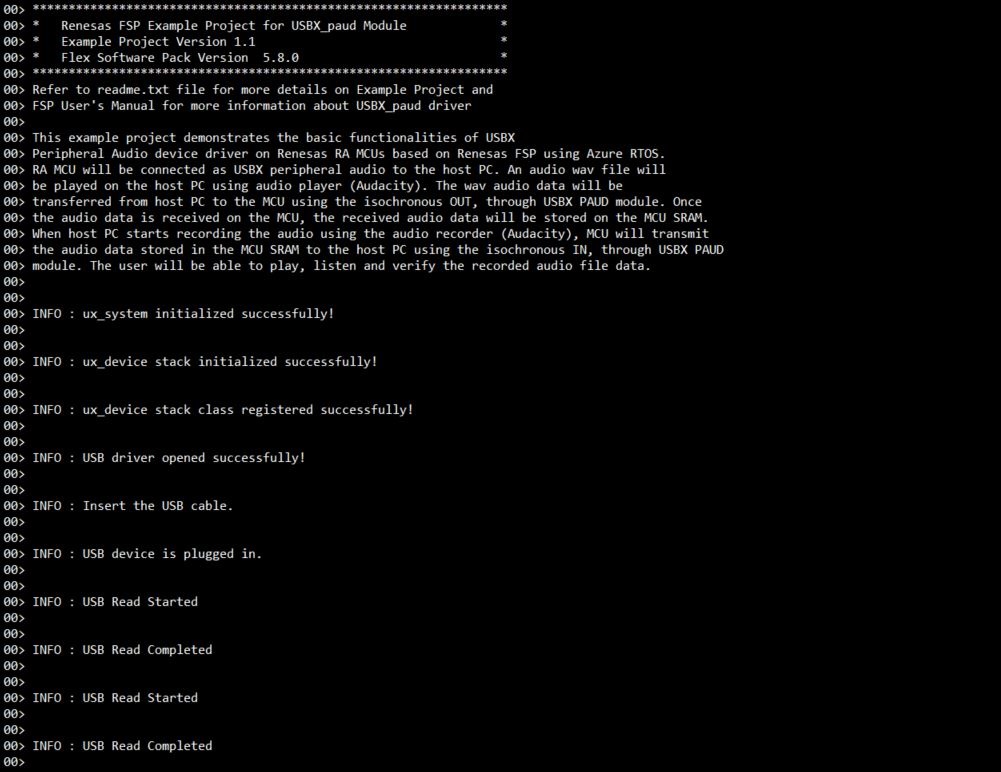 00> ******************************************************************
00> *   Renesas FSP Example Project for USBX_paud Module             *
00> *   Example Project Version 1.1                                  *
00> *   Flex Software Pack Version  5.8.0                            *
00> ******************************************************************
00> Refer to readme.txt file for more details on Example Project and
00> FSP User's Manual for more information about USBX_paud driver
00>
00> This example project demonstrates the basic functionalities of USBX
00> Peripheral Audio device driver on Renesas RA MCUs based on Renesas FSP using Azure RTOS.
00> RA MCU will be connected as USBX peripheral audio to the host PC. An audio wav file will
00> be played on the host PC using audio player (Audacity). The wav audio data will be
00> transferred from host PC to the MCU using the isochronous OUT, through USBX PAUD module. Once
00> the audio data is received on the MCU, the received audio data will be stored on the MCU SRAM.
00> When host PC starts recording the audio using the audio recorder (Audacity), MCU will transmit
00> the audio data stored in the MCU SRAM to the host PC using the isochronous IN, through USBX PAUD
00> module. The user will be able to play, listen and verify the recorded audio file data.
00>
00>
00> INFO : ux_system initialized successfully!
00>
00>
00> INFO : ux_device stack initialized successfully!
00>
00>
00> INFO : ux_device stack class registered successfully!
00>
00>
00> INFO : USB driver opened successfully!
00>
00>
00> INFO : Insert the USB cable.
00>
00>
00> INFO : USB device is plugged in.
00>
00>
00> INFO : USB Read Started
00>
00>
00> INFO : USB Read Completed
00>
00>
00> INFO : USB Read Started
00>
00>
00> INFO : USB Read Completed
00>